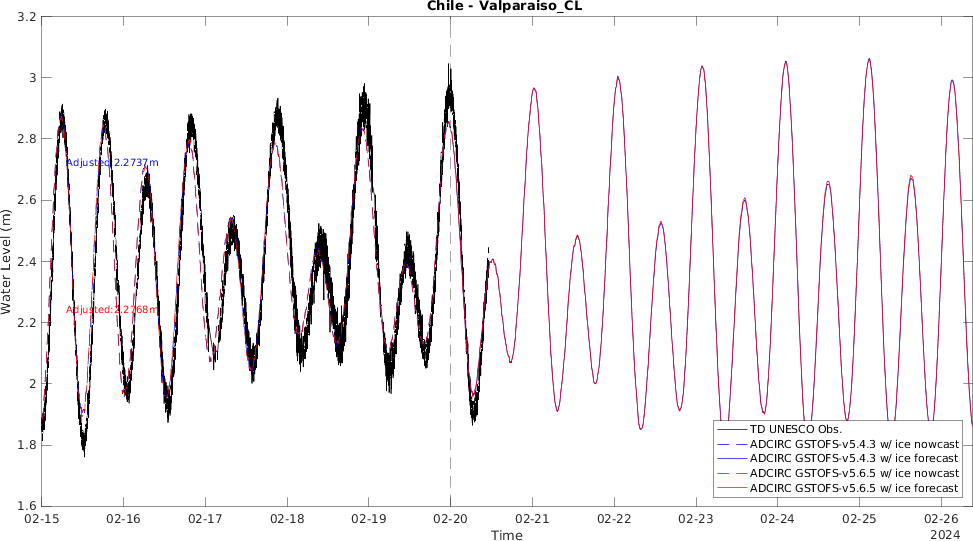 Chile - Valparaiso_CL
3.2
3
2.8
2.6
2.4
2.2
2
1.8
1.6
Water Level (m)
Adjusted:2.2737m
Adjusted:2.2768m
TD UNESCO Obs.
ADCIRC GSTOFS-v5.4.3 w/ ice nowcast
ADCIRC GSTOFS-v5.4.3 w/ ice forecast
ADCIRC GSTOFS-v5.6.5 w/ ice nowcast
ADCIRC GSTOFS-v5.6.5 w/ ice forecast
02-15 02-16 02-17 02-18 02-19 02-20 02-21 02-22 02-23 02-24 02-25 02-26
2024
Time